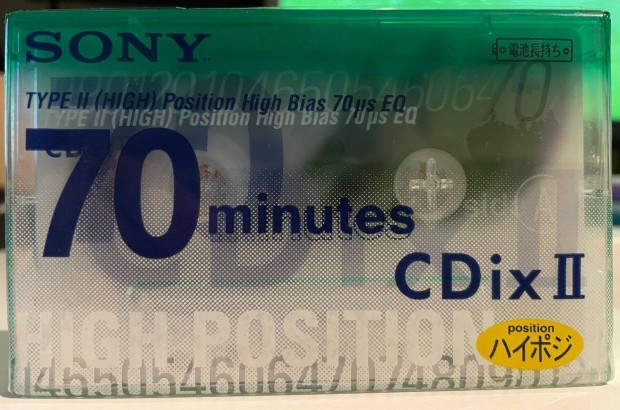 SONY
電池長持ち
TYPE II (HIGH) Position High Bias 70µs EQ
TYPE II (HIGH) Position High Bias 70µs EQ
70 minutes
CDix II
HIGH POSITION
position
ハイポジ